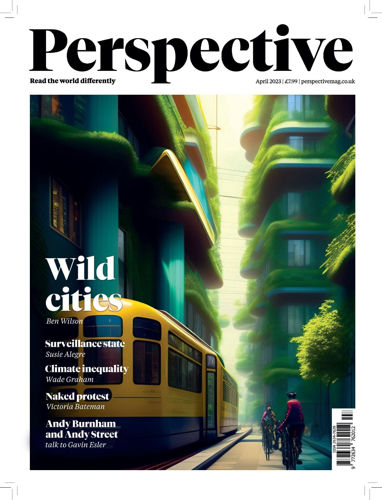 Perspective
Read the world differently
April 2023 | £7.99 | perspectivemag.co.uk
Wild
cities
Ben Wilson
Surveillance state
Susie Alegre
Climate inequality
Wade Graham
Naked protest
Victoria Bateman
Andy Burnham
and Andy Street
talk to Gavin Esler